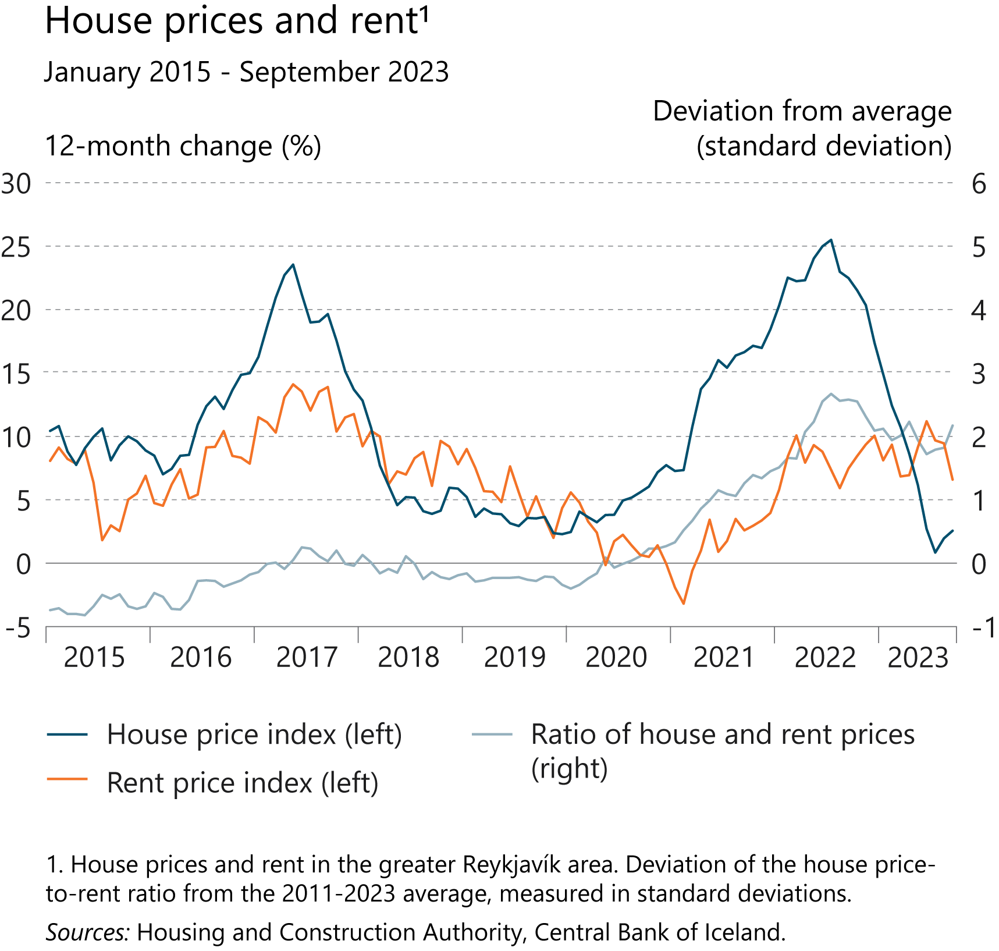 House prices and rent¹
January 2015 - September 2023
Deviation from average
12-month change (%)
(standard deviation)
30
6
25
5
20
4
15
3
10
2
5
1
0
0
-5
-1
2015
2016
2017
2018
2019
2020
2021
2022
2023
House price index (left)
Rent price index (left)
Ratio of house and rent prices
(right)
1. House prices and rent in the greater Reykjavík area. Deviation of the house price-
to-rent ratio from the 2011-2023 average, measured in standard deviations.
Sources: Housing and Construction Authority, Central Bank of Iceland.